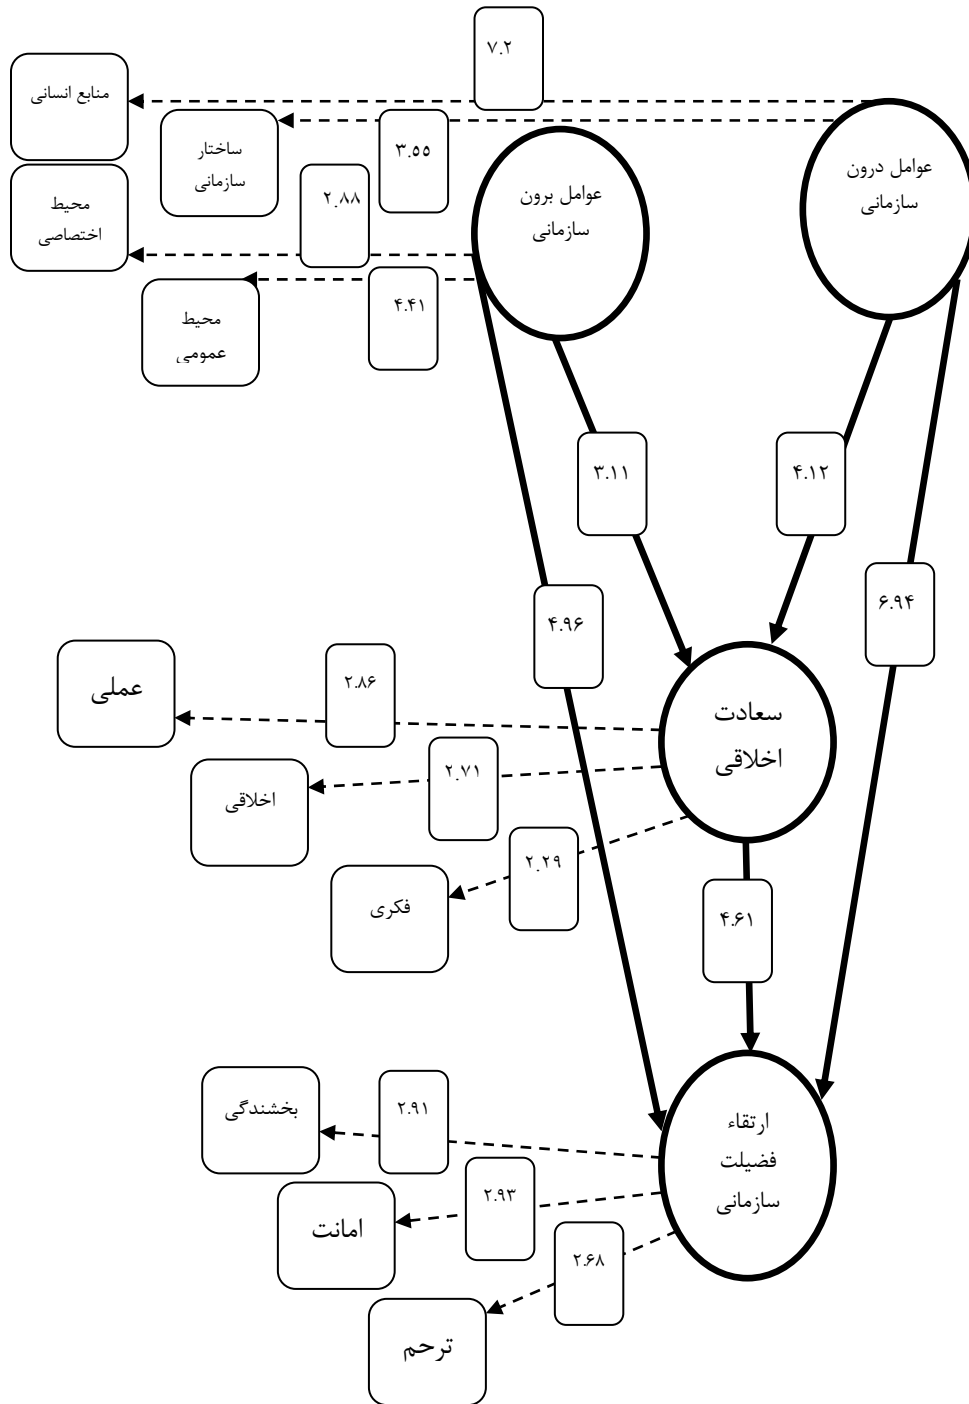 ۷.۲
منابع انسانی
ساختار
سازمانی
۳.۵۵
عوامل برون
سازمانی
عوامل درون
سازمانی
محیط
اختصاصی
۲.۸۸
محیط
عمومی
۴.۴۱
۳.۱۱
۴.۱۲
۴.۹۶
۶.۹۴
عملی
۲.۸۶
سعادت
اخلاقی
اخلاقی
۲.۷۱
فکری
۲.۲۹
۴.۶۱
بخشندگی
۲.۹۱
ارتقاء
فضیلت
سازمانی
امانت
۲.۹۳
ترحم
۲.۶۸